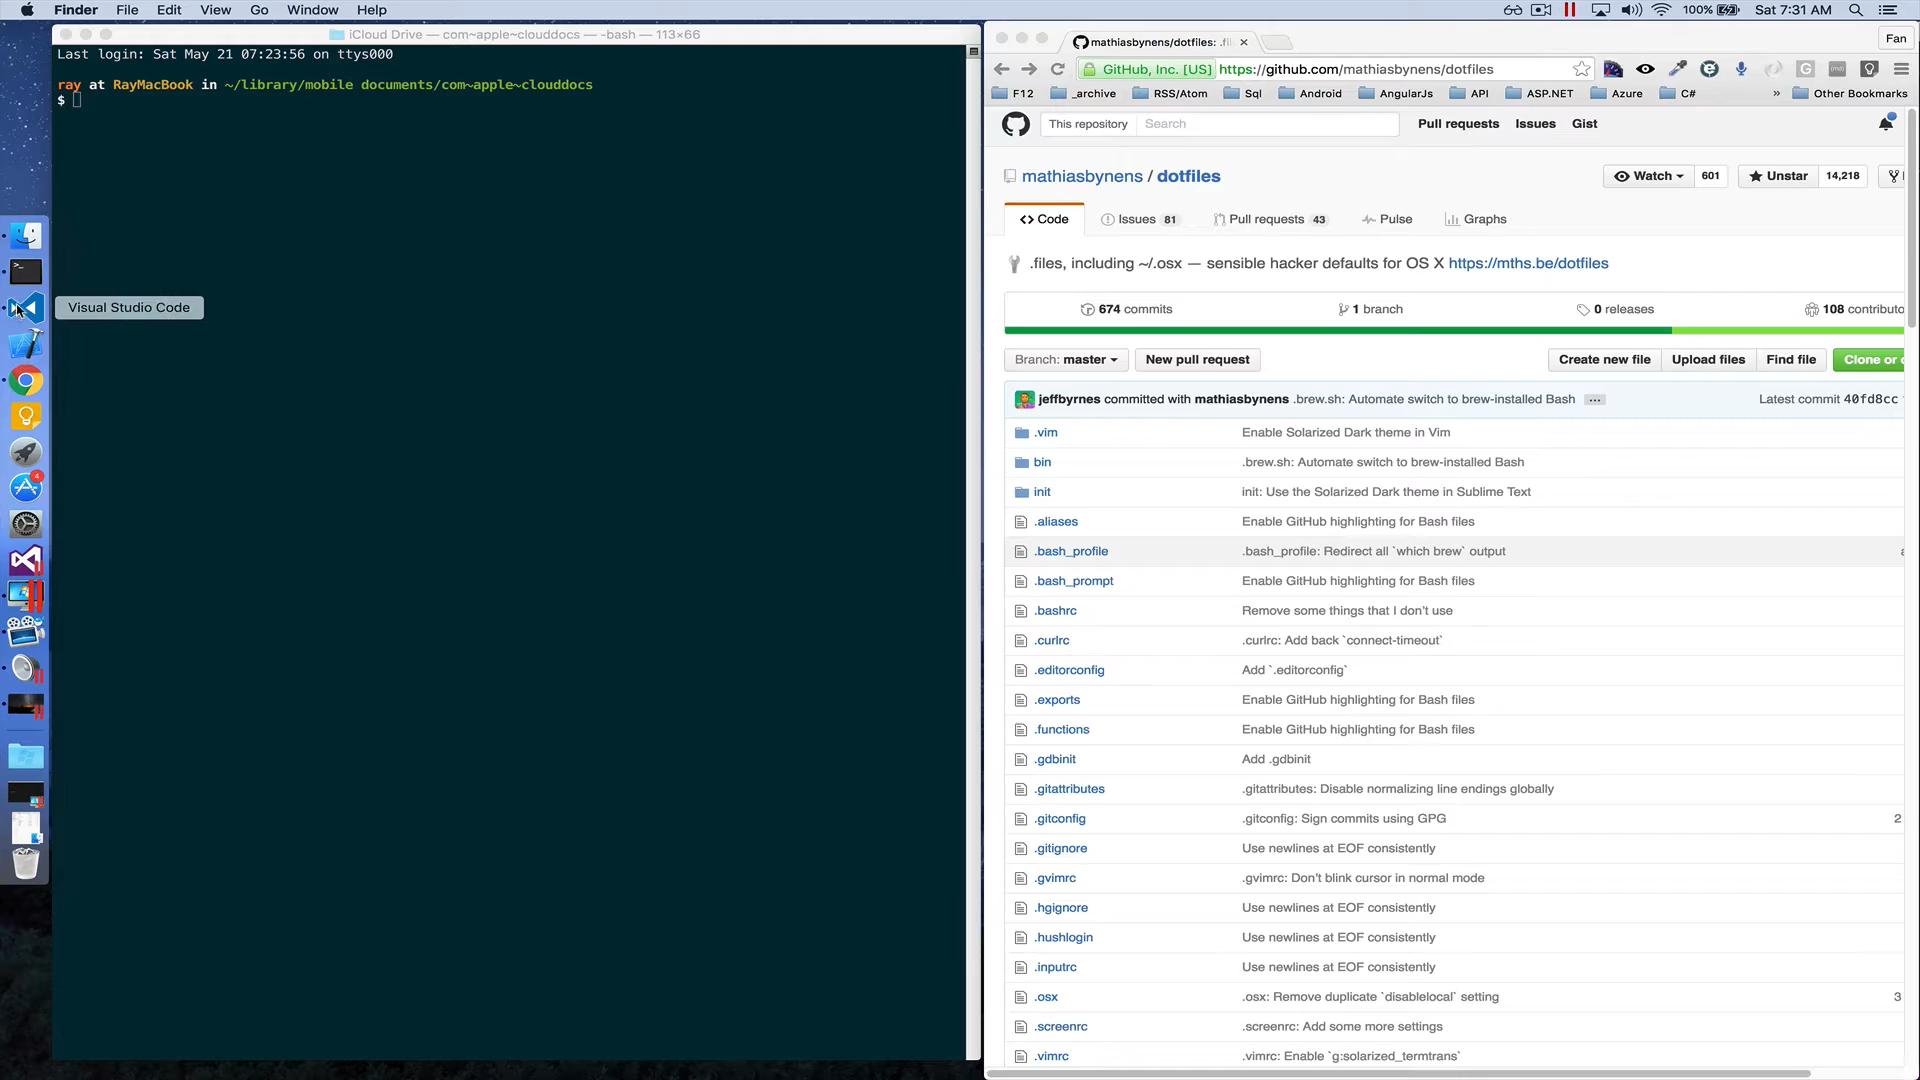 Finder File Edit View Go Window Help
100% Sat 7:31 AM
iCloud Drive — com~apple~clouddocs — -bash — 113×66
Last login: Sat May 21 07:23:56 on ttys000
ray at RayMacBook in ~/library/mobile documents/com~apple~clouddocs
$
Visual Studio Code
4
mathiasbynens/dotfiles: .fi
Fan
GitHub, Inc. [US] https://github.com/mathiasbynens/dotfiles
F12 _archive RSS/Atom Sql Android AngularJs API ASP.NET Azure C# » Other Bookmarks
This repository Search Pull requests Issues Gist
mathiasbynens / dotfiles
Watch 601 Unstar 14,218
Code Issues 81 Pull requests 43 Pulse Graphs
.files, including ~/.osx — sensible hacker defaults for OS X https://mths.be/dotfiles
674 commits 1 branch 0 releases 108 contributo
Branch: master New pull request Create new file Upload files Find file Clone or
jeffbyrnes committed with mathiasbynens .brew.sh: Automate switch to brew-installed Bash ... Latest commit 40fd8cc
.vim Enable Solarized Dark theme in Vim
bin .brew.sh: Automate switch to brew-installed Bash
init init: Use the Solarized Dark theme in Sublime Text
.aliases Enable GitHub highlighting for Bash files
.bash_profile .bash_profile: Redirect all `which brew` output
.bash_prompt Enable GitHub highlighting for Bash files
.bashrc Remove some things that I don't use
.curlrc .curlrc: Add back `connect-timeout`
.editorconfig Add `.editorconfig`
.exports Enable GitHub highlighting for Bash files
.functions Enable GitHub highlighting for Bash files
.gdbinit Add .gdbinit
.gitattributes .gitattributes: Disable normalizing line endings globally
.gitconfig .gitconfig: Sign commits using GPG 2
.gitignore Use newlines at EOF consistently
.gvimrc .gvimrc: Don't blink cursor in normal mode
.hgignore Use newlines at EOF consistently
.hushlogin Use newlines at EOF consistently
.inputrc Use newlines at EOF consistently
.osx .osx: Remove duplicate `disablelocal` setting 3
.screenrc .screenrc: Add some more settings
.vimrc .vimrc: Enable `g:solarized_termtrans`